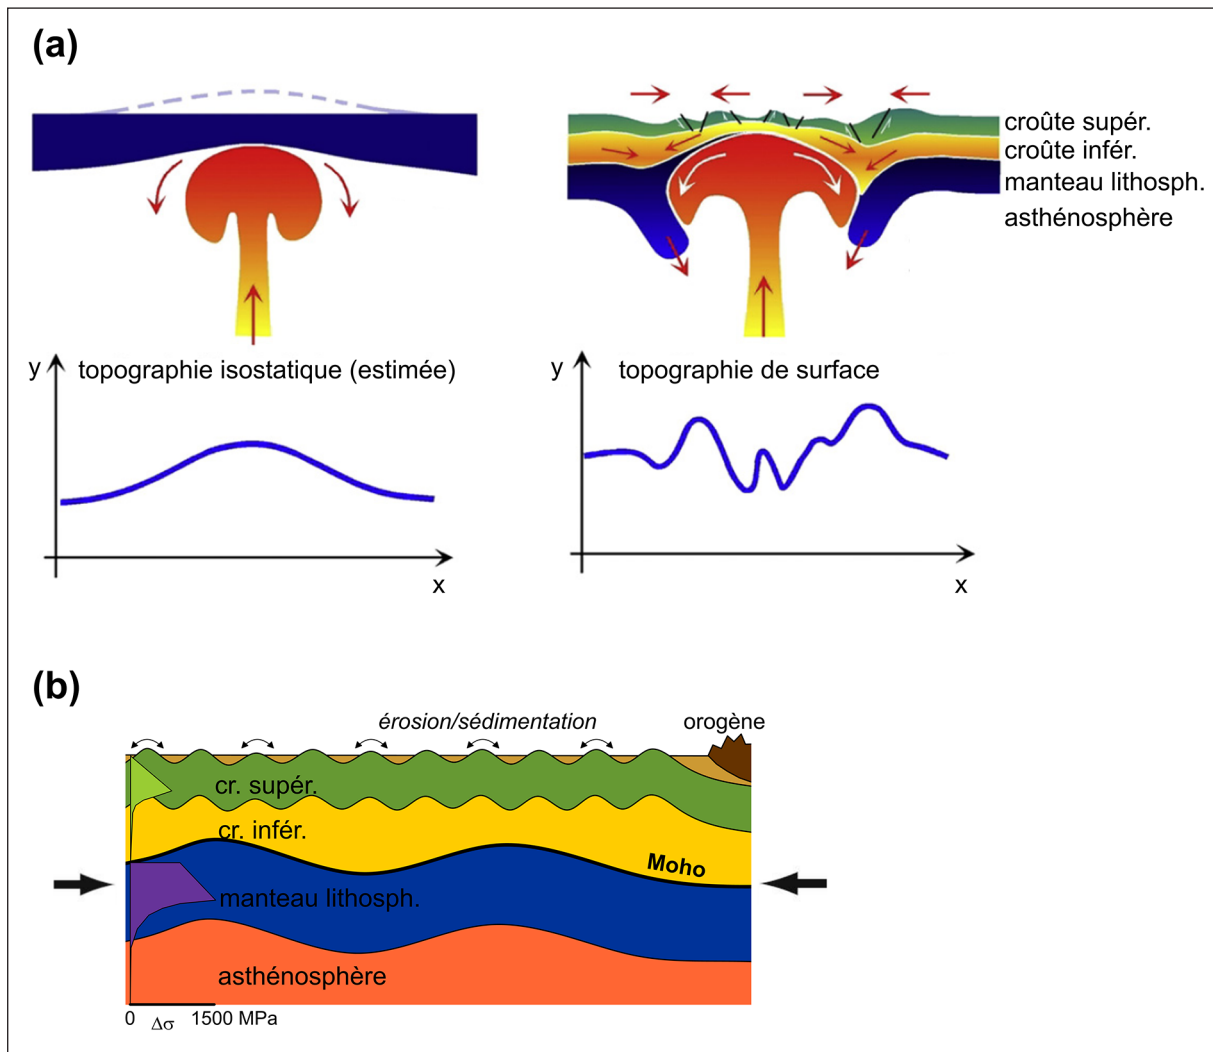 (a)
croûte supér.
croûte infér.
manteau lithosph.
asthénosphère
y
topographie isostatique (estimée)
x
y
topographie de surface
x
(b)
érosion/sédimentation
orogène
cr. supér.
cr. infér.
Moho
manteau lithosph.
asthénosphère
0 Δσ 1500 MPa